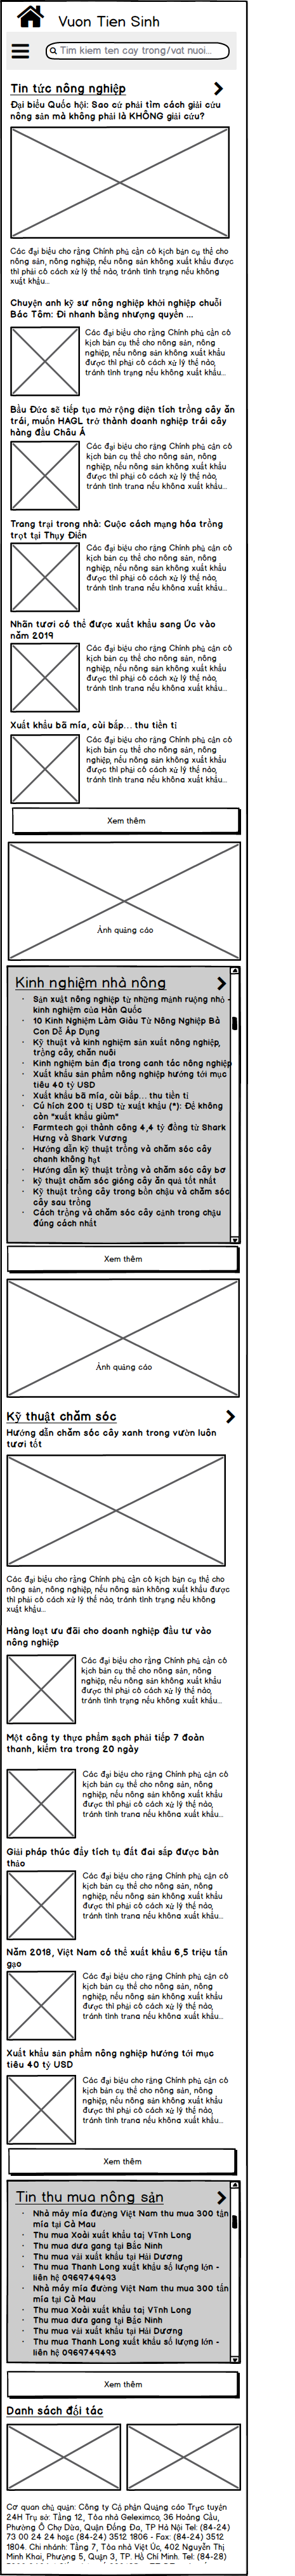 Vuon Tien Sinh
Tim kiem ten cay trong/vat nuoi...
Tin tức nông nghiệp
Đại biểu Quốc hội: Sao cứ phải tìm cách giải cứu
nông sản mà không phải là KHÔNG giải cứu?
Các đại biểu cho rằng Chính phủ cần có kịch bản cụ thể cho
nông sản, nông nghiệp, nếu nông sản không xuất khẩu được
thì phải có cách xử lý thế nào, tránh tình trạng nếu không
xuất khẩu...
Chuyện anh kỹ sư nông nghiệp khởi nghiệp chuỗi
Bác Tôm: Đi nhanh bằng nhượng quyền ...
Các đại biểu cho rằng Chính phủ cần có
kịch bản cụ thể cho nông sản, nông
nghiệp, nếu nông sản không xuất khẩu
được thì phải có cách xử lý thế nào,
tránh tình trạng nếu không xuất khẩu...
Bầu Đức sẽ tiếp tục mở rộng diện tích trồng cây ăn
trái, muốn HAGL trở thành doanh nghiệp trái cây
hàng đầu Châu Á
Các đại biểu cho rằng Chính phủ cần có
kịch bản cụ thể cho nông sản, nông
nghiệp, nếu nông sản không xuất khẩu
được thì phải có cách xử lý thế nào,
tránh tình trạng nếu không xuất khẩu...
Trang trại trong nhà: Cuộc cách mạng hóa trồng
trọt tại Thụy Điển
Các đại biểu cho rằng Chính phủ cần có
kịch bản cụ thể cho nông sản, nông
nghiệp, nếu nông sản không xuất khẩu
được thì phải có cách xử lý thế nào,
tránh tình trạng nếu không xuất khẩu...
Nhãn tươi có thể được xuất khẩu sang Úc vào
năm 2019
Các đại biểu cho rằng Chính phủ cần có
kịch bản cụ thể cho nông sản, nông
nghiệp, nếu nông sản không xuất khẩu
được thì phải có cách xử lý thế nào,
tránh tình trạng nếu không xuất khẩu...
Xuất khẩu bã mía, cùi bắp... thu tiền tỉ
Các đại biểu cho rằng Chính phủ cần có
kịch bản cụ thể cho nông sản, nông
nghiệp, nếu nông sản không xuất khẩu
được thì phải có cách xử lý thế nào,
tránh tình trạng nếu không xuất khẩu...
Xem thêm
Ảnh quảng cáo
Kinh nghiệm nhà nông
· Sản xuất nông nghiệp từ những mảnh ruộng nhỏ -
kinh nghiệm của Hàn Quốc
· 10 Kinh Nghiệm Làm Giàu Từ Nông Nghiệp Bà
Con Dễ Áp Dụng
· Kỹ thuật và kinh nghiệm sản xuất nông nghiệp,
trồng cây, chăn nuôi
· Kinh nghiệm bản địa trong canh tác nông nghiệp
· Xuất khẩu sản phẩm nông nghiệp hướng tới mục
tiêu 40 tỷ USD
· Xuất khẩu bã mía, cùi bắp... thu tiền tỉ
· Cú hích 200 tỉ USD từ xuất khẩu (*): Để không
còn "xuất khẩu giùm"
Farmtech gọi thành công 4,4 tỷ đồng từ Shark
Hưng và Shark Vương
· Hướng dẫn kỹ thuật trồng và chăm sóc cây
chanh không hạt
· Hướng dẫn kỹ thuật trồng và chăm sóc cây bơ
· kỹ thuật chăm sóc giống cây ăn quả tốt nhất
· Kỹ thuật trồng cây trong bồn chậu và chăm sóc
cây sau trồng
· Cách trồng và chăm sóc cây cảnh trong chậu
đúng cách nhất
Xem thêm
Ảnh quảng cáo
Kỹ thuật chăm sóc
Hướng dẫn chăm sóc cây xanh trong vườn luôn
tươi tốt
Các đại biểu cho rằng Chính phủ cần có kịch bản cụ thể cho
nông sản, nông nghiệp, nếu nông sản không xuất khẩu được
thì phải có cách xử lý thế nào, tránh tình trạng nếu không
xuất khẩu...
Hàng loạt ưu đãi cho doanh nghiệp đầu tư vào
nông nghiệp
Các đại biểu cho rằng Chính phủ cần có
kịch bản cụ thể cho nông sản, nông
nghiệp, nếu nông sản không xuất khẩu
được thì phải có cách xử lý thế nào,
tránh tình trạng nếu không xuất khẩu...
Một công ty thực phẩm sạch phải tiếp 7 đoàn
thanh, kiểm tra trong 20 ngày
Các đại biểu cho rằng Chính phủ cần có
kịch bản cụ thể cho nông sản, nông
nghiệp, nếu nông sản không xuất khẩu
được thì phải có cách xử lý thế nào,
tránh tình trạng nếu không xuất khẩu...
Giải pháp thúc đẩy tích tụ đất đai sắp được bàn
thảo
Các đại biểu cho rằng Chính phủ cần có
kịch bản cụ thể cho nông sản, nông
nghiệp, nếu nông sản không xuất khẩu
được thì phải có cách xử lý thế nào,
tránh tình trạng nếu không xuất khẩu...
Năm 2018, Việt Nam có thể xuất khẩu 6,5 triệu tấn
gạo
Các đại biểu cho rằng Chính phủ cần có
kịch bản cụ thể cho nông sản, nông
nghiệp, nếu nông sản không xuất khẩu
được thì phải có cách xử lý thế nào,
tránh tình trạng nếu không xuất khẩu...
Xuất khẩu sản phẩm nông nghiệp hướng tới mục
tiêu 40 tỷ USD
Các đại biểu cho rằng Chính phủ cần có
kịch bản cụ thể cho nông sản, nông
nghiệp, nếu nông sản không xuất khẩu
được thì phải có cách xử lý thế nào,
tránh tình trạng nếu không xuất khẩu...
Xem thêm
Tin thu mua nông sản
· Nhà máy mía đường Việt Nam thu mua 300 tấn
mía tại Cà Mau
· Thu mua Xoài xuất khẩu taị Vĩnh Long
· Thu mua dưa gang tại Bắc Ninh
· Thu mua vải xuất khẩu tại Hải Dương
· Thu mua Thanh Long xuất khẩu số lượng lớn -
liên hệ 0969749493
· Nhà máy mía đường Việt Nam thu mua 300 tấn
mía tại Cà Mau
· Thu mua Xoài xuất khẩu taị Vĩnh Long
· Thu mua dưa gang tại Bắc Ninh
· Thu mua vải xuất khẩu tại Hải Dương
· Thu mua Thanh Long xuất khẩu số lượng lớn -
liên hệ 0969749493
Xem thêm
Danh sách đối tác
Cơ quan chủ quản: Công ty Cổ phần Quảng cáo Trực tuyến
24H Trụ sở: Tầng 12, Tòa nhà Geleximco, 36 Hoàng Cầu,
Phường Ô Chợ Dừa, Quận Đống Đa, TP Hà Nội Tel: (84-24)
73 00 24 24 hoặc (84-24) 3512 1806 - Fax: (84-24) 3512
1804. Chi nhánh: Tầng 7, Tòa nhà Việt Úc, 402 Nguyễn Thị
Minh Khai, Phường 5, Quận 3, TP. Hồ Chí Minh. Tel: (84-28)